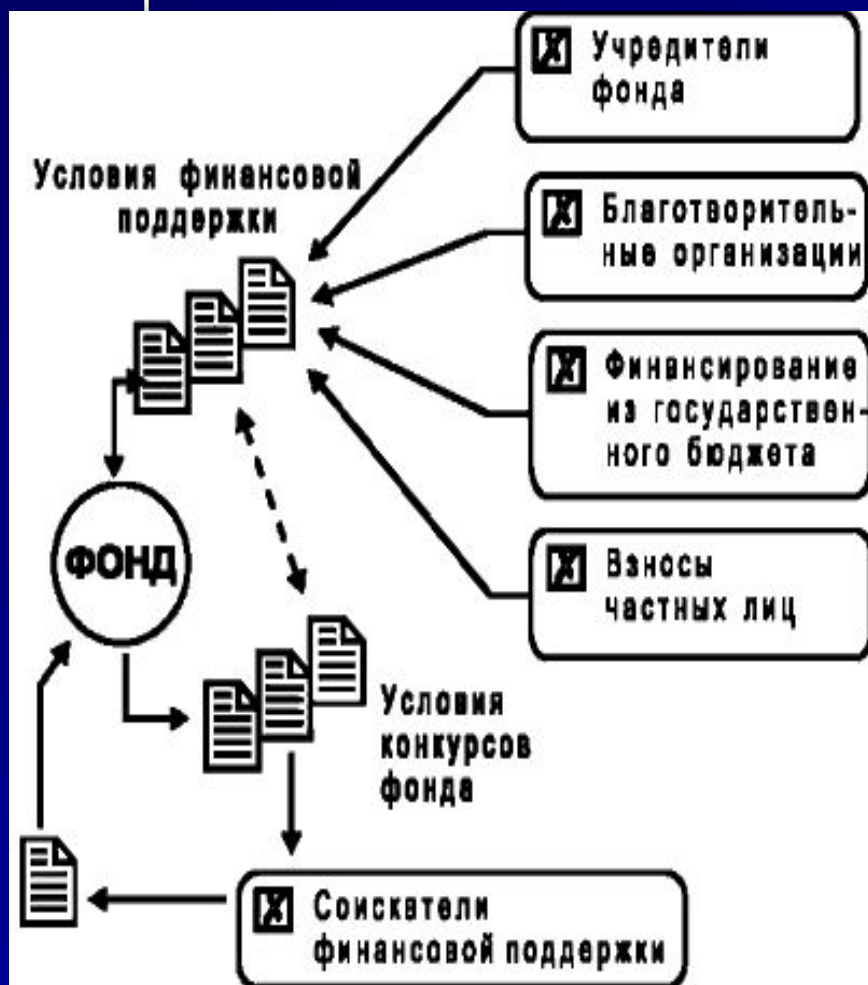 Учредители
фонда
Условия финансовой
поддержки
Благотворитель-
ные организации
Финансирование
из государствен-
ного бюджета
ФОНД
Взносы
частных лиц
Условия
конкурсов
фонда
Соискатели
финансовой поддержки